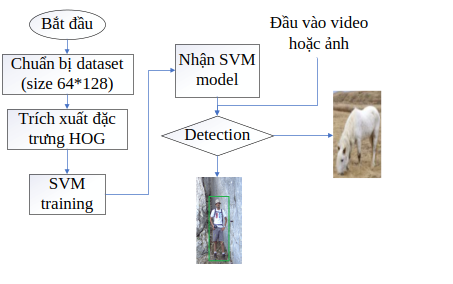 Bắt đầu
Chuẩn bị dataset
(size 64*128)
Trích xuất đặc
trưng HOG
SVM
training
Nhận SVM
model
Đầu vào video
hoặc ảnh
Detection